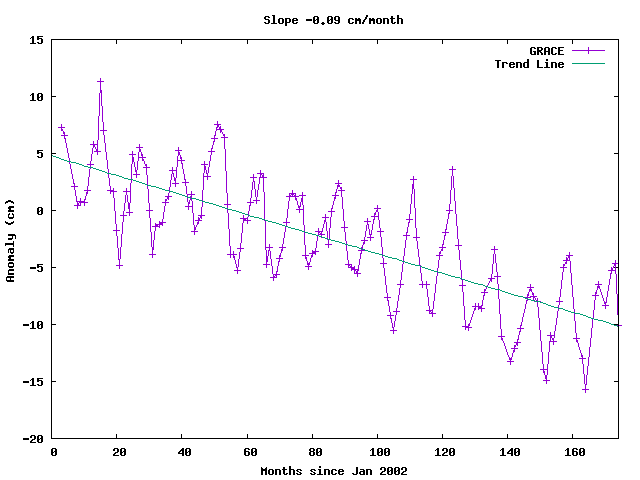 Slope -0.09 cm/month
15
GRACE
Trend Line
10
5
0
-5
-10
-15
-20
Anomaly (cm)
0 20 40 60 80 100 120 140 160
Months since Jan 2002